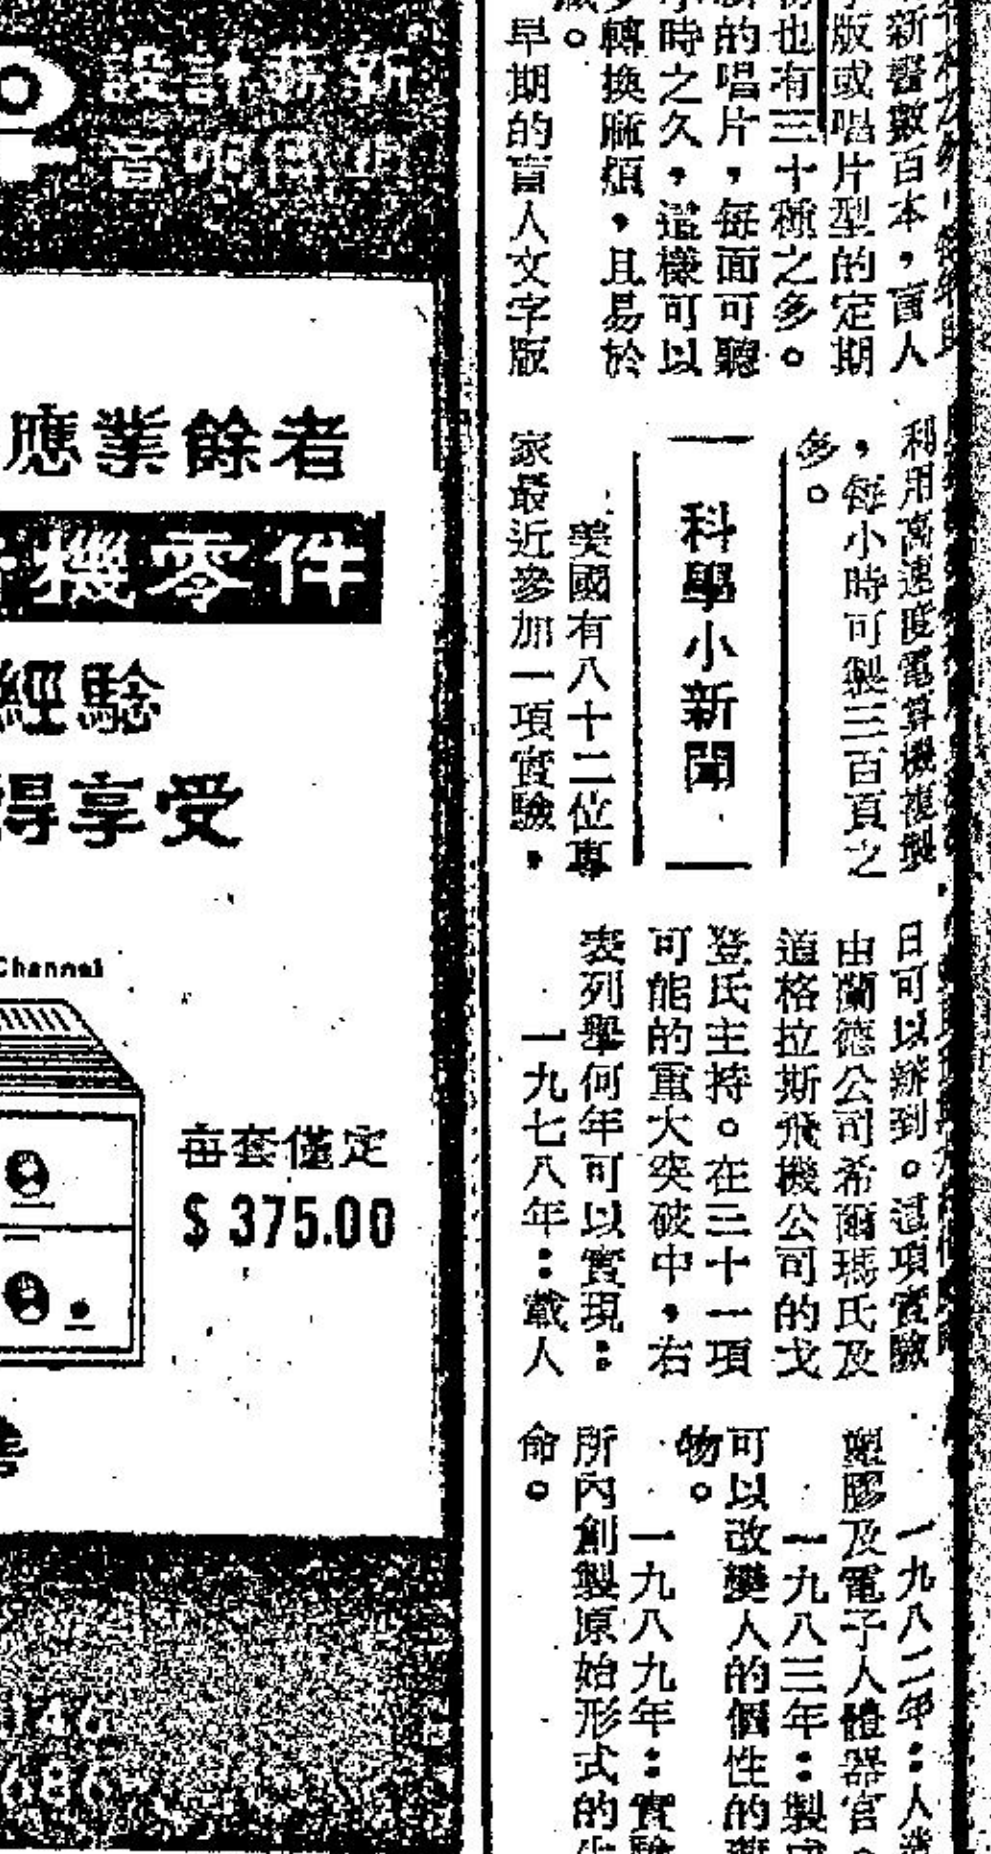 新書數百本，盲人
版或唱片型的定期
也有三十種之多。
的唱片，每面可聽
時之久，這樣可以
轉換麻煩，且易於
。
早期的盲人文字版
利用高速度電算機複製
，每小時可製三百頁之
多。
科學小新聞
美國有八十二位專
家最近參加一項實驗，
日可以辦到。這項實驗
由蘭德公司希爾瑪氏及
道格拉斯飛機公司的戈
登氏主持。在三十一項
可能的重大突破中，右
表列舉何年可以實現：
一九七八年：載人
一九八二年：人造
塑膠及電子人體器官。
一九八三年：製成
可以改變人的個性的藥
物。
一九八九年：實驗
所內創製原始形式的生
命。
設計新
音
應業餘者
機零件
經驗
得享受
Channel
每套僅定
$ 375.00
售